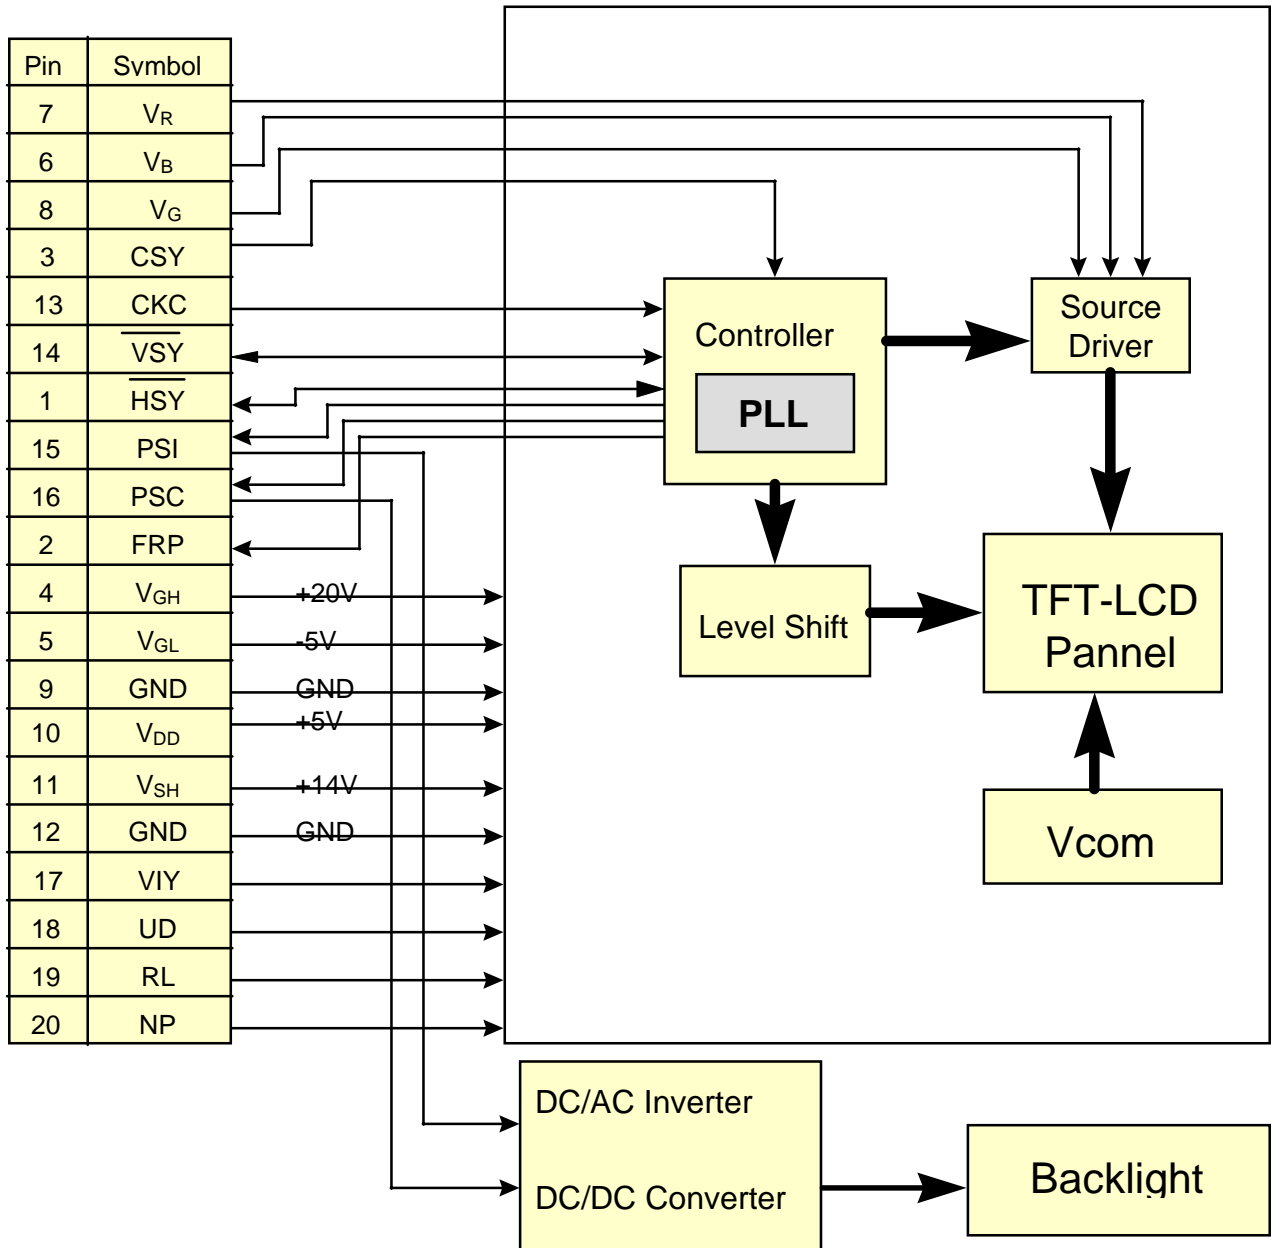 Pin Symbol
7 VR
6 VB
8 VG
3 CSY
13 CKC
14 VSY
1 HSY
15 PSI
16 PSC
2 FRP
4 VGH +20V
5 VGL -5V
9 GND GND
10 VDD +5V
11 VSH +14V
12 GND GND
17 VIY
18 UD
19 RL
20 NP
Controller
PLL
Source
Driver
Level Shift
TFT-LCD
Pannel
Vcom
DC/AC Inverter
DC/DC Converter
Backlight